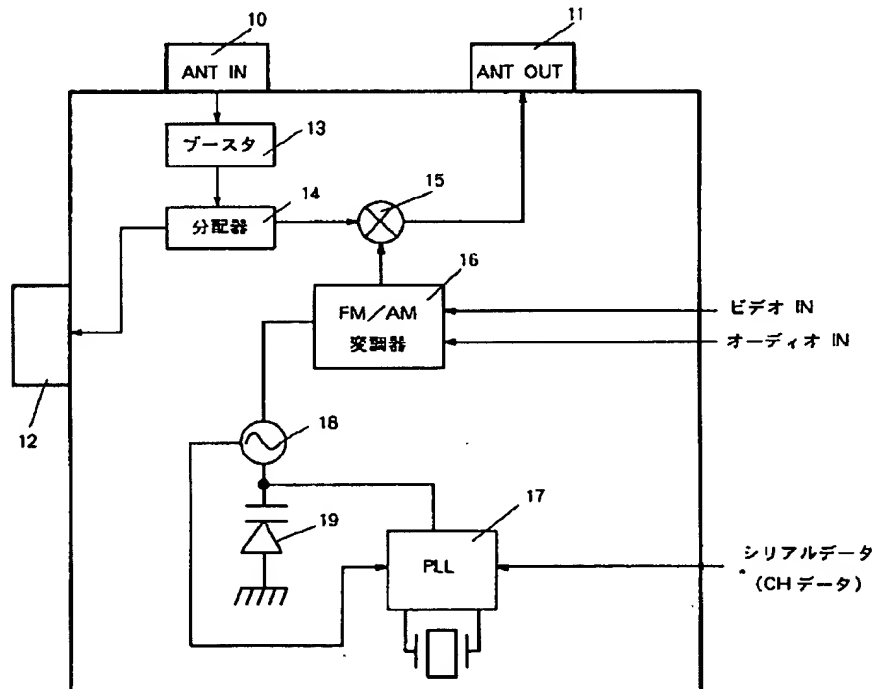 10
11
ANT IN
ANT OUT
ブースタ
13
15
14
分配器
16
FM/AM
変調器
ビデオ IN
オーディオ IN
12
18
17
19
PLL
シリアルデータ
(CHデータ)